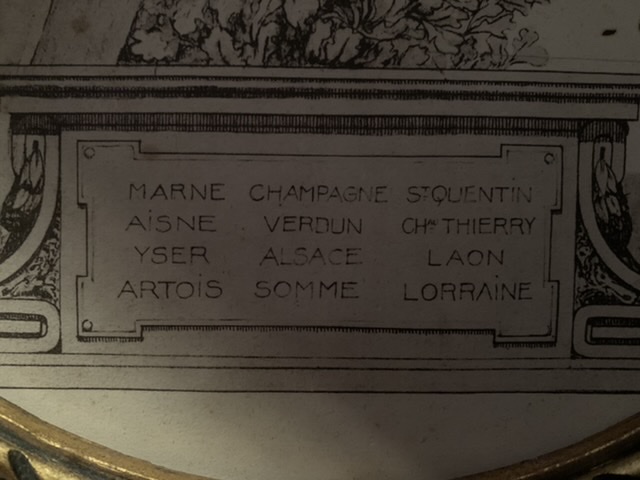 MARNE CHAMPAGNE ST QUENTIN
AISNE VERDUN CHAU THIERRY
YSER ALSACE LAON
ARTOIS SOMME LORRAINE